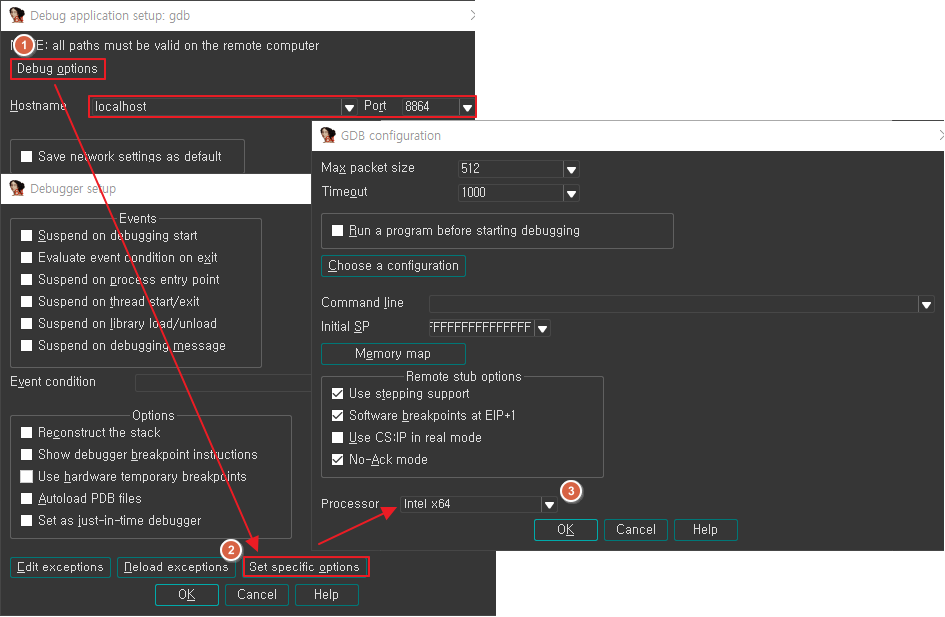 Debug application setup: gdb
E: all paths must be valid on the remote computer
1
Debug options
Hostname localhost Port 8864
Save network settings as default
Debugger setup
Events
Suspend on debugging start
Evaluate event condition on exit
Suspend on process entry point
Suspend on thread start/exit
Suspend on library load/unload
Suspend on debugging message
Event condition
Options
Reconstruct the stack
Show debugger breakpoint instructions
Use hardware temporary breakpoints
Autoload PDB files
Set as just-in-time debugger
2
Edit exceptions Reload exceptions Set specific options
OK Cancel Help
GDB configuration
Max packet size 512
Timeout 1000
Run a program before starting debugging
Choose a configuration
Command line
Initial SP FFFFFFFFFFFFFFF
Memory map
Remote stub options
Use stepping support
Software breakpoints at EIP+1
Use CS:IP in real mode
No-Ack mode
3
Processor Intel x64
OK Cancel Help